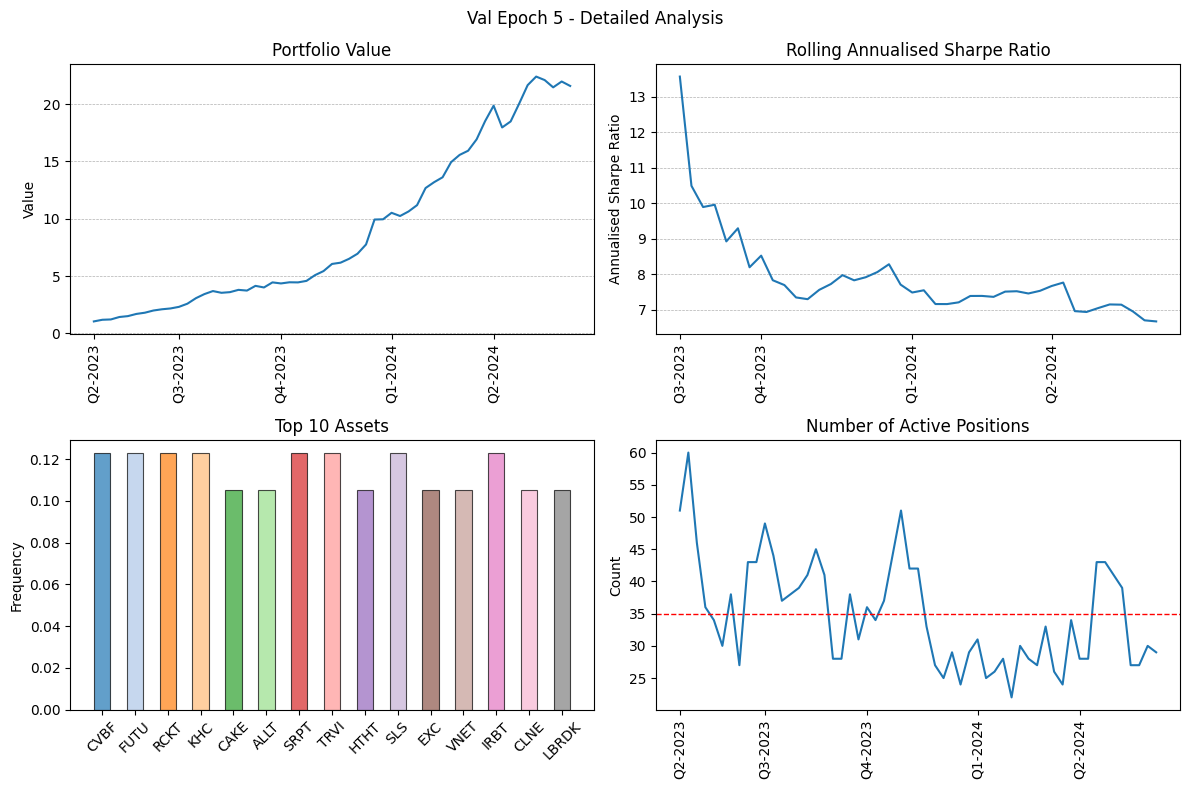 Val Epoch 5 - Detailed Analysis
Portfolio Value
Value
20
15
10
5
0
Q2-2023
Q3-2023
Q4-2023
Q1-2024
Q2-2024
Rolling Annualised Sharpe Ratio
Annualised Sharpe Ratio
13
12
11
10
9
8
7
Q3-2023
Q4-2023
Q1-2024
Q2-2024
Top 10 Assets
Frequency
0.12
0.10
0.08
0.06
0.04
0.02
0.00
CVBF
FUTU
RCKT
KHC
CAKE
ALLT
SRPT
TRVI
HTHT
SLS
EXC
VNET
IRBT
CLNE
LBRDK
Number of Active Positions
Count
60
55
50
45
40
35
30
25
Q2-2023
Q3-2023
Q4-2023
Q1-2024
Q2-2024